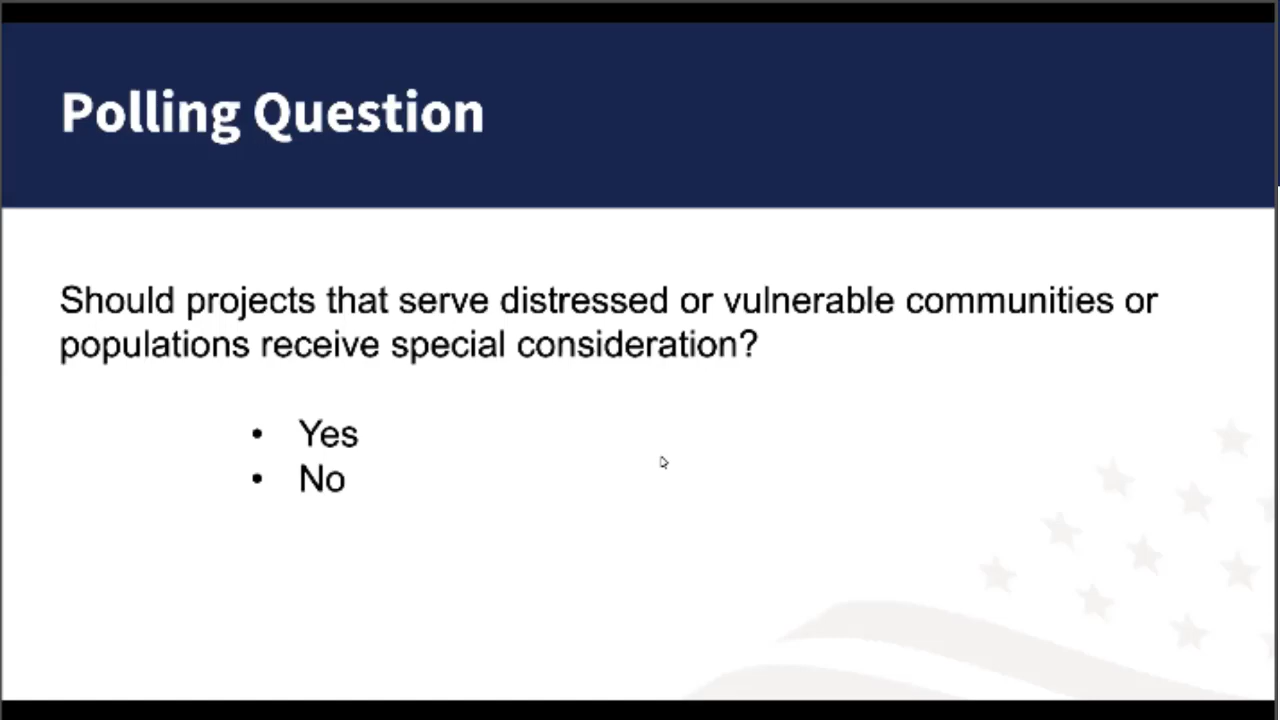 Polling Question
Should projects that serve distressed or vulnerable communities or
populations receive special consideration?
• Yes
• No